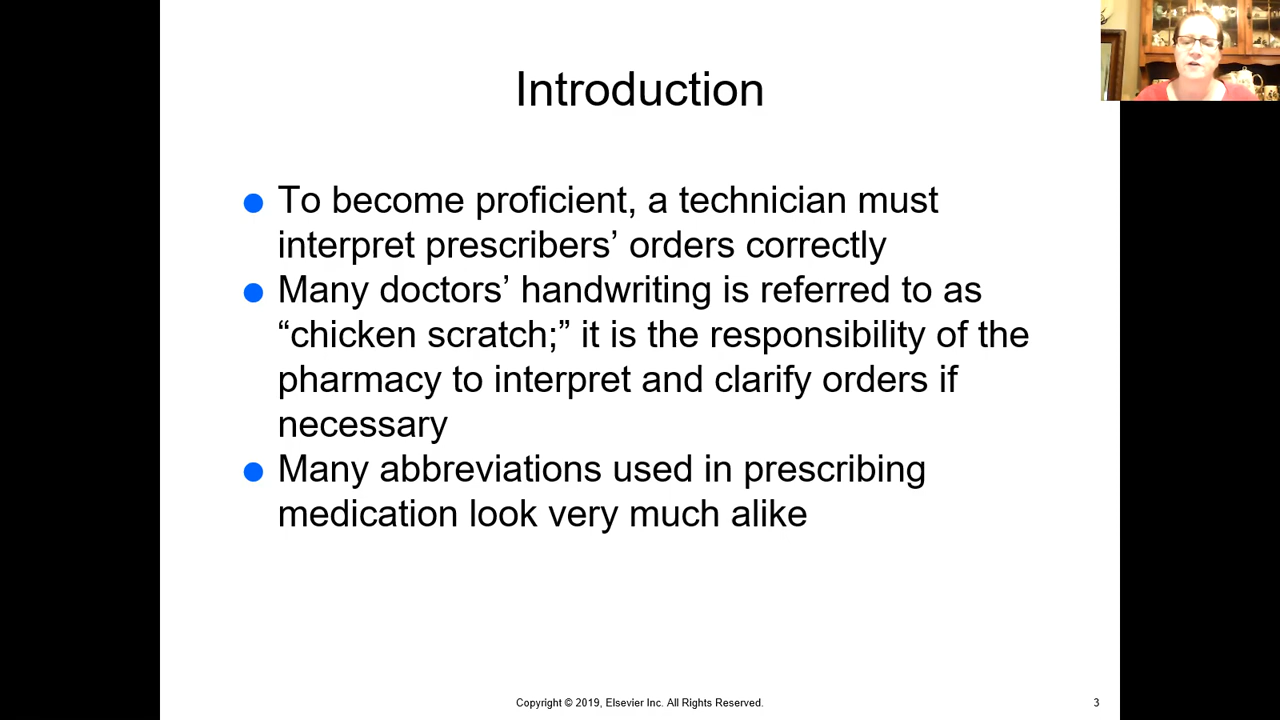 Introduction
To become proficient, a technician must
interpret prescribers’ orders correctly
Many doctors’ handwriting is referred to as
“chicken scratch;” it is the responsibility of the
pharmacy to interpret and clarify orders if
necessary
Many abbreviations used in prescribing
medication look very much alike
Copyright © 2019, Elsevier Inc. All Rights Reserved.
3